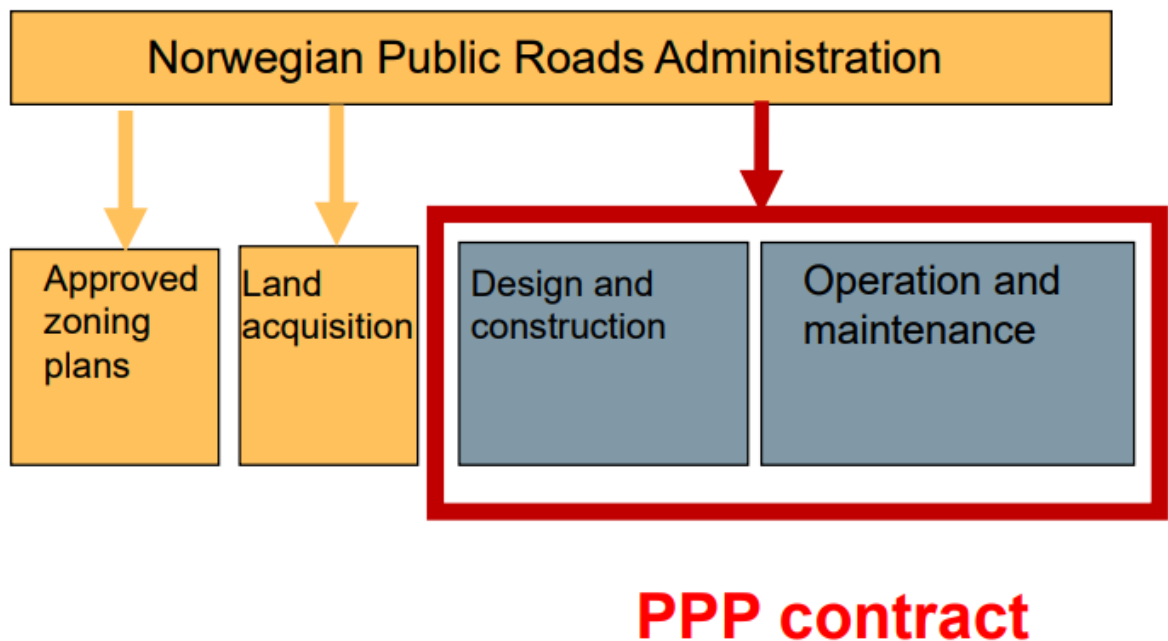 Norwegian Public Roads Administration
Approved
zoning
plans
Land
acquisition
Design and
construction
Operation and
maintenance
PPP contract